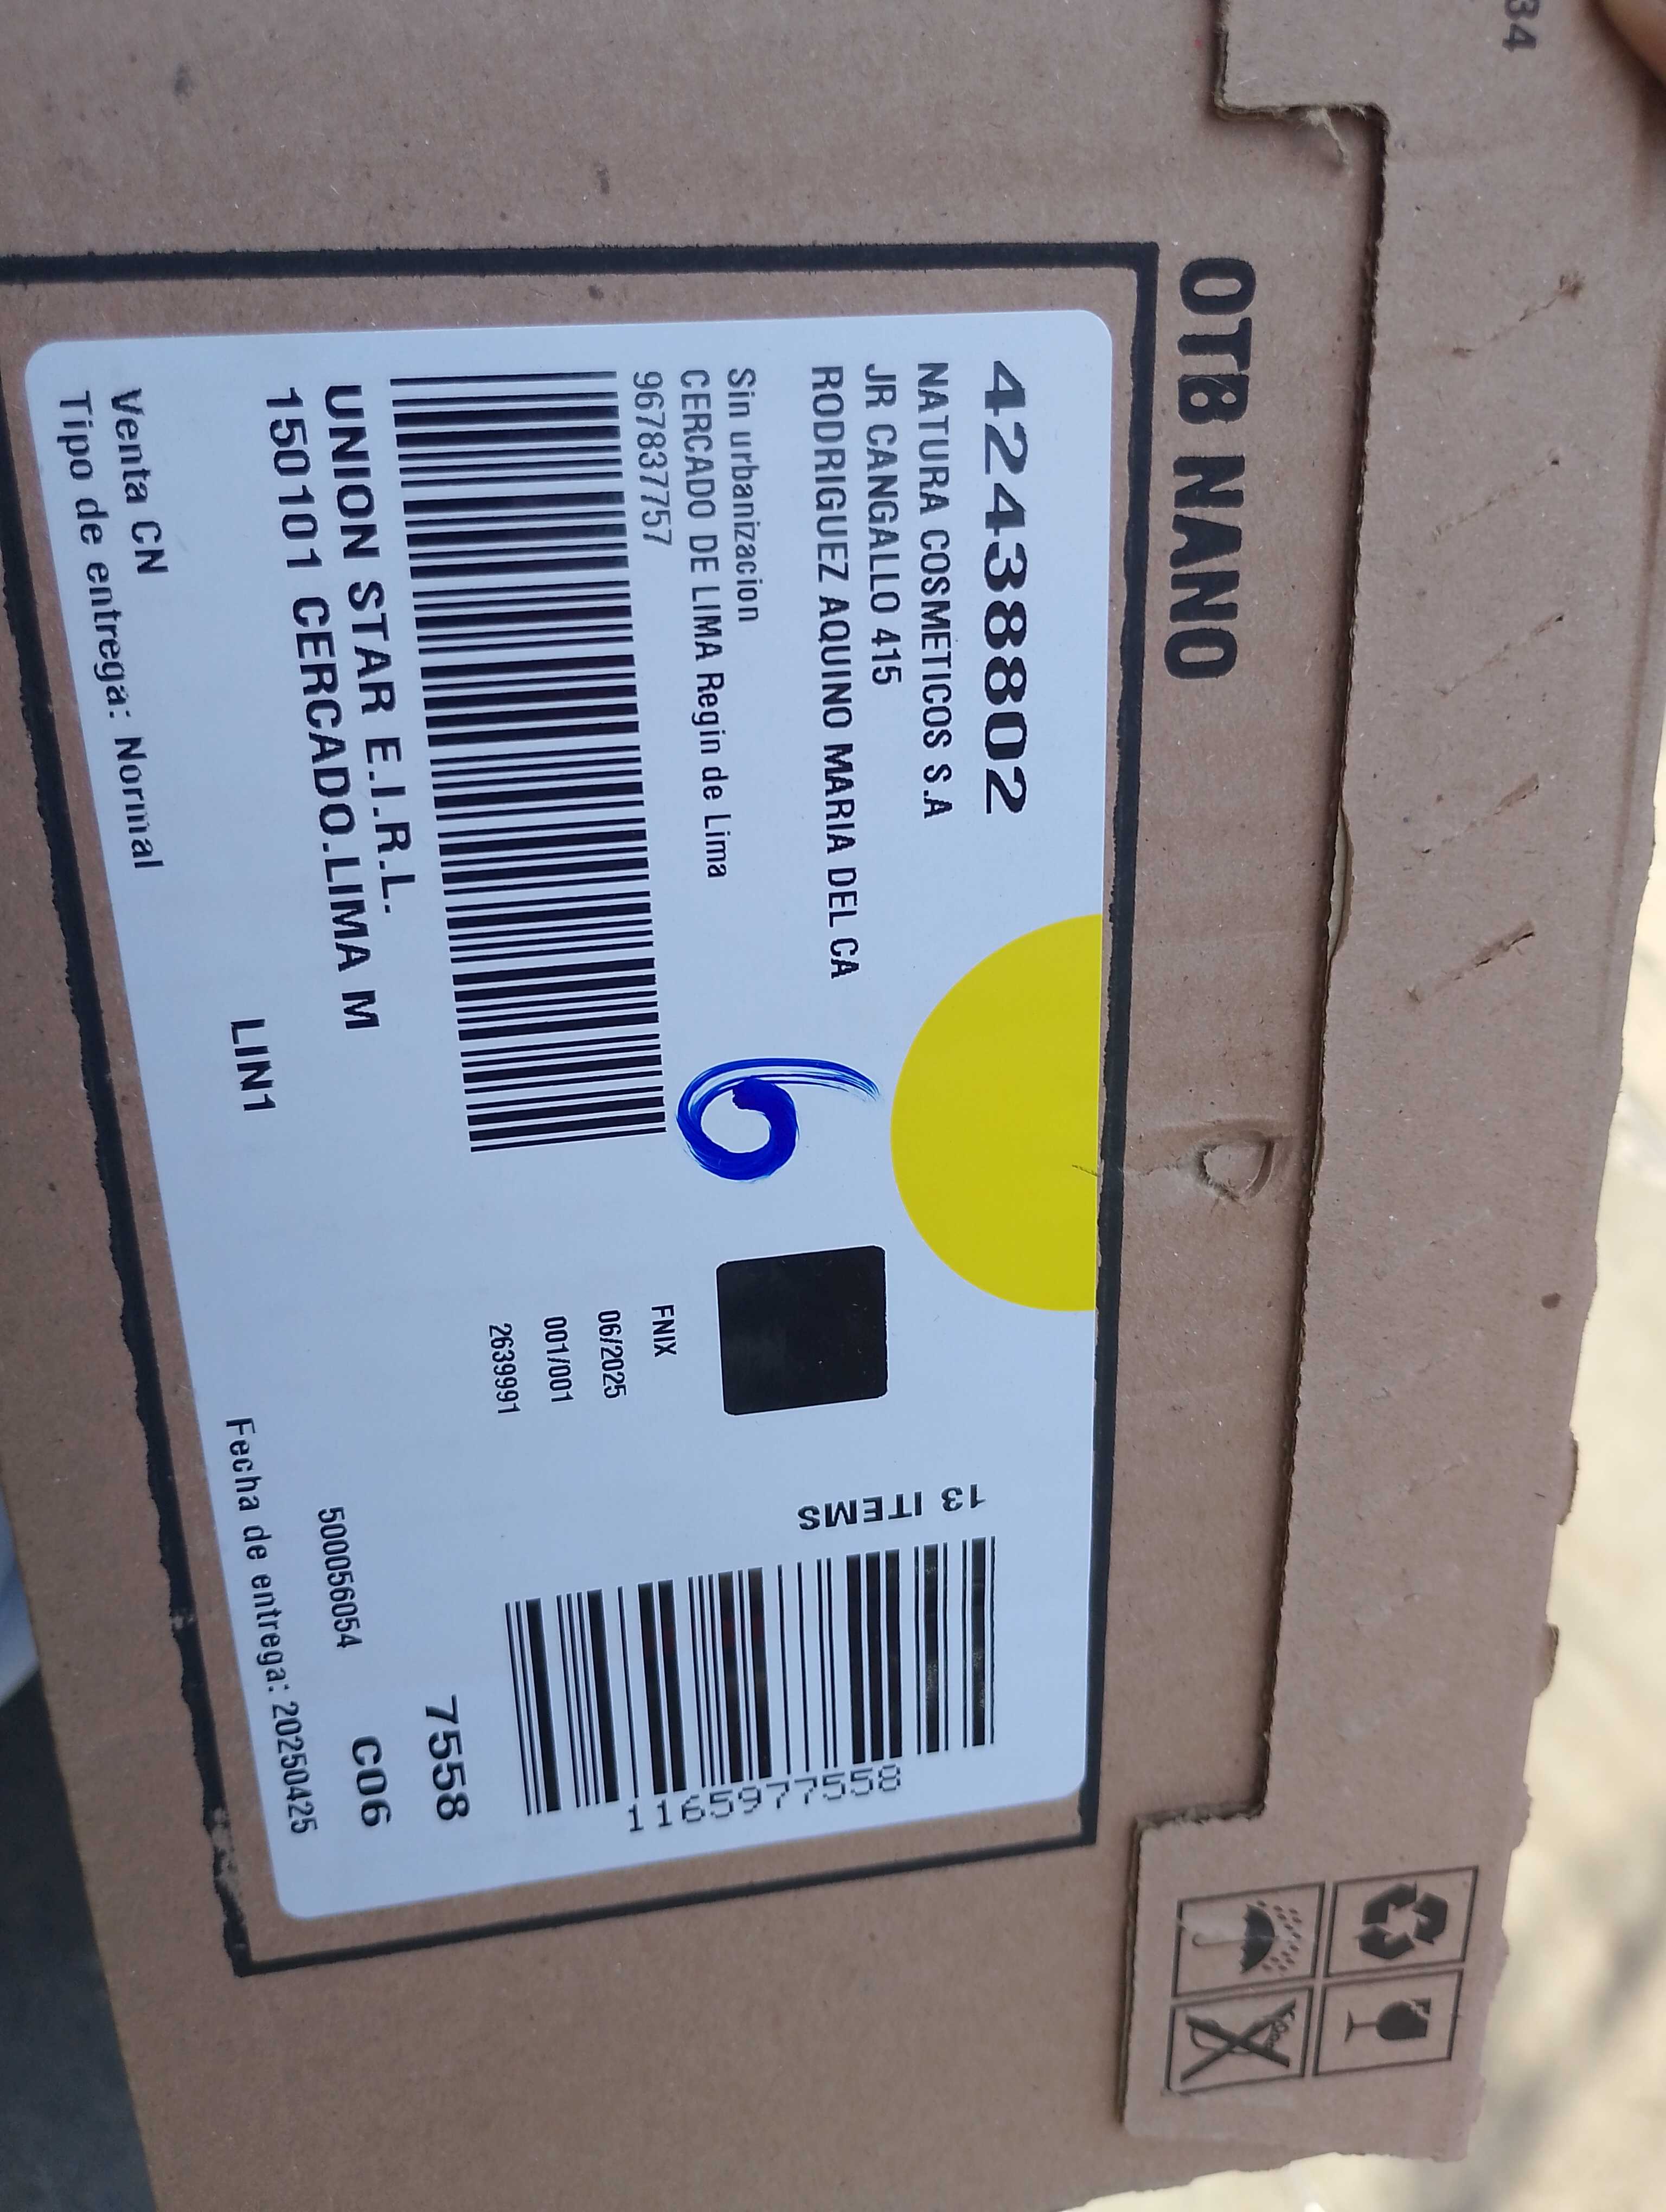 34
OTB NANO
42438802
NATURA COSMETICOS S.A
JR CANGALLO 415
RODRIGUEZ AQUINO MARIA DEL CA
Sin urbanizacion
CERCADO DE LIMA Regin de Lima
967837757
6
FNIX
06/2025
001/001
2639991
13 ITEMS
1165977558
7558
UNION STAR E.I.R.L.
150101 CERCADO.LIMA M
500056054
C06
LIN1
Venta CN
Tipo de entrega: Normal
Fecha de entrega: 20250425